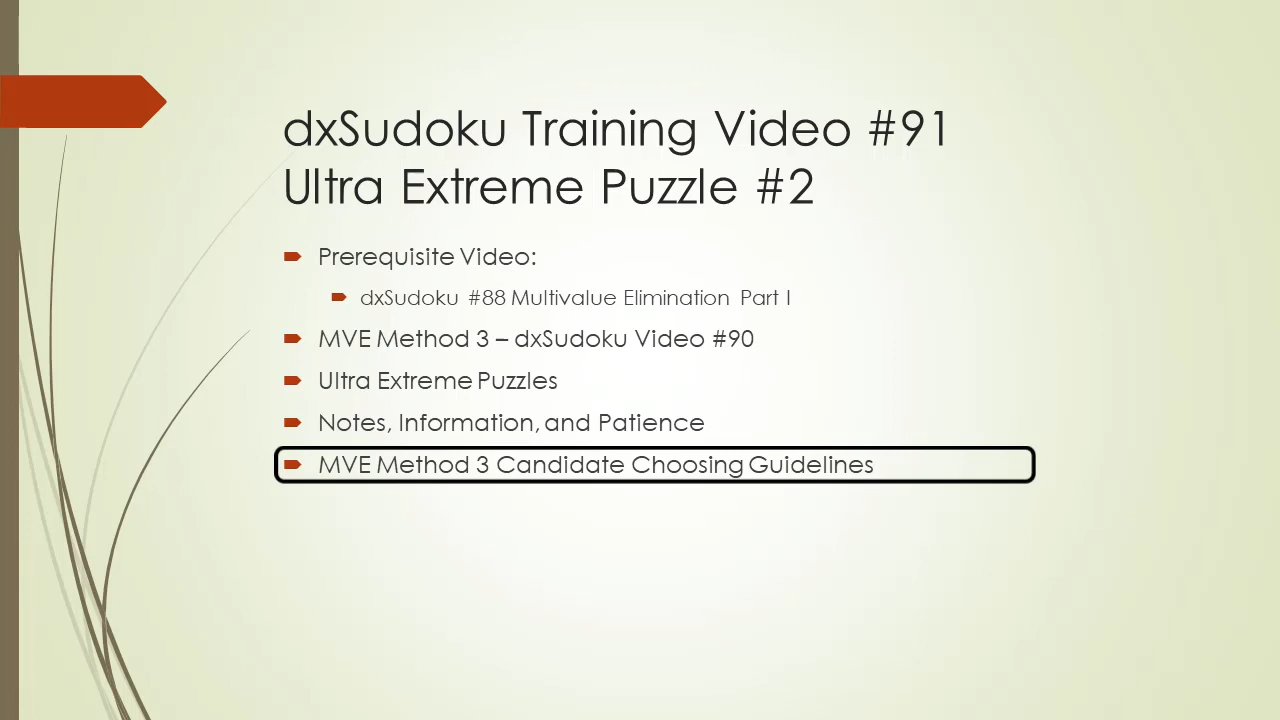 dxSudoku Training Video #91
Ultra Extreme Puzzle #2
Prerequisite Video:
dxSudoku #88 Multivalue Elimination Part I
MVE Method 3 – dxSudoku Video #90
Ultra Extreme Puzzles
Notes, Information, and Patience
MVE Method 3 Candidate Choosing Guidelines